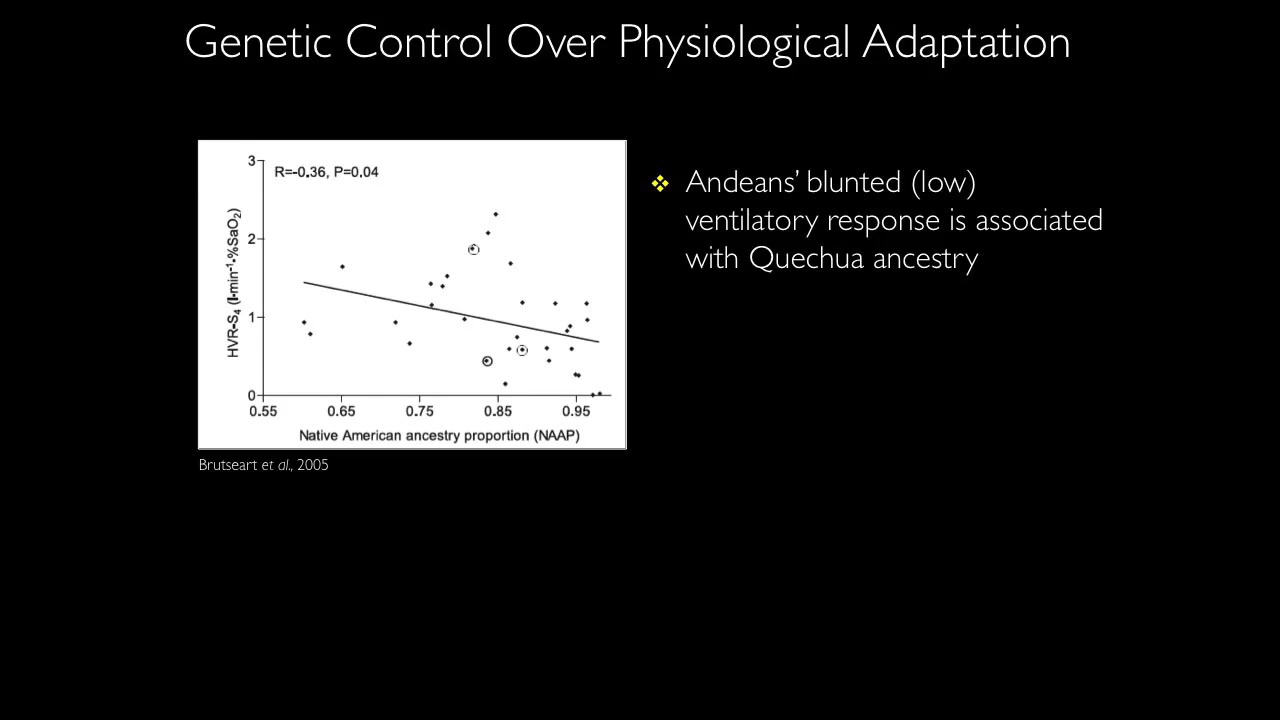 Genetic Control Over Physiological Adaptation
R=-0.36, P=0.04
3
2
1
0
HVR-S₄ (l·min⁻¹·%SaO₂)
0.55 0.65 0.75 0.85 0.95
Native American ancestry proportion (NAAP)
Brutseart et al., 2005
❖ Andeans’ blunted (low)
ventilatory response is associated
with Quechua ancestry